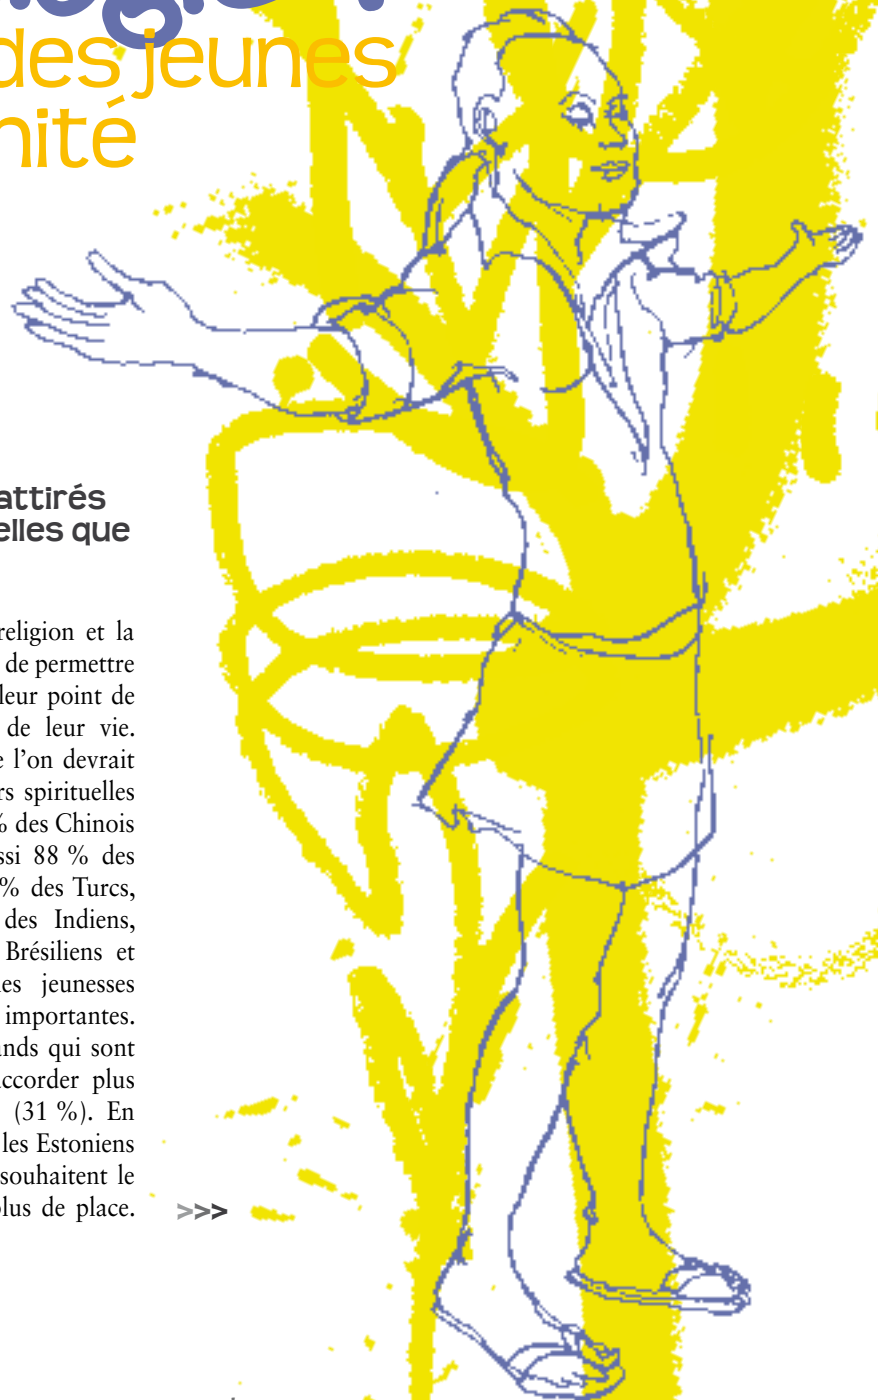 des jeunes
nité
attirés
elles que
religion et la
de permettre
leur point de
de leur vie.
e l’on devrait
rs spirituelles
% des Chinois
ssi 88 % des
% des Turcs,
des Indiens,
Brésiliens et
es jeunesses
importantes.
ands qui sont
accorder plus
(31 %). En
les Estoniens
souhaitent le
plus de place.
>>>